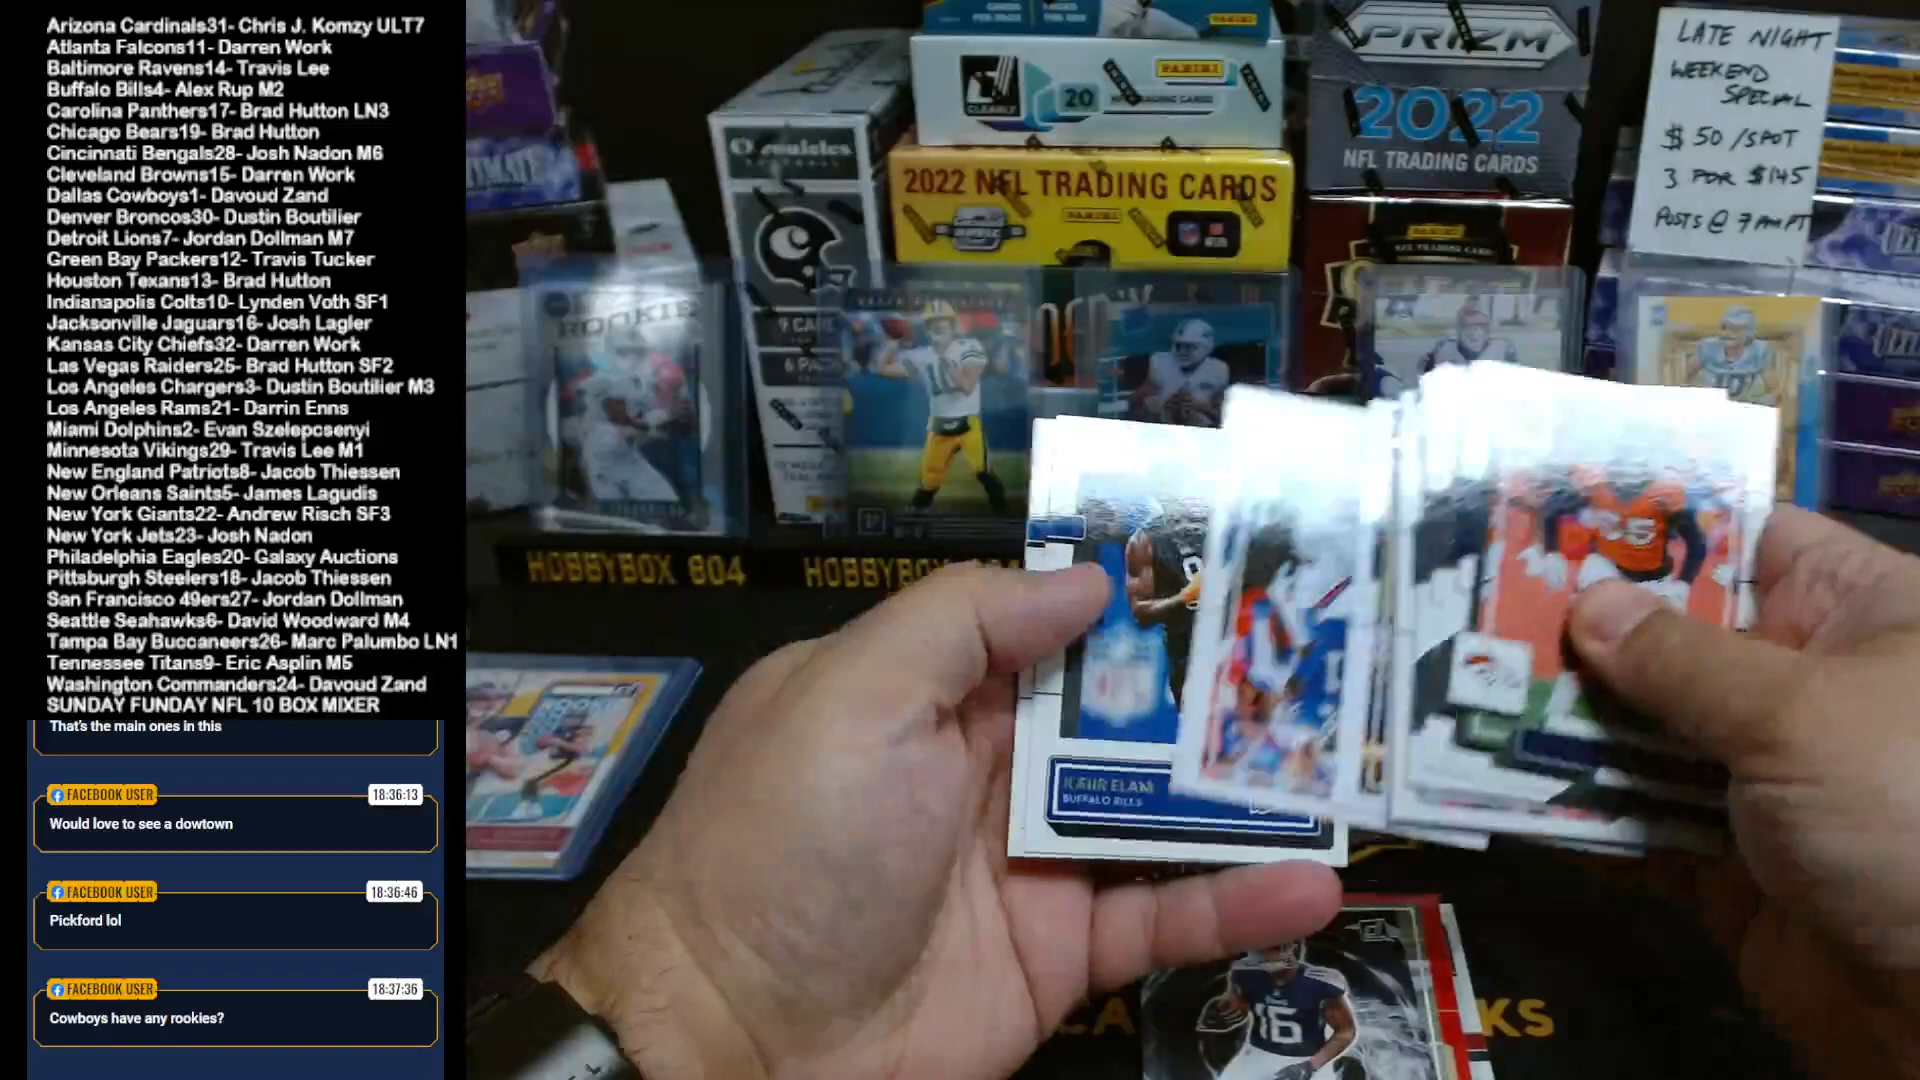 Arizona Cardinals31- Chris J. Komzy ULT7
Atlanta Falcons11- Darren Work
Baltimore Ravens14- Travis Lee
Buffalo Bills4- Alex Rup M2
Carolina Panthers17- Brad Hutton LN3
Chicago Bears19- Brad Hutton
Cincinnati Bengals28- Josh Nadon M6
Cleveland Browns15- Darren Work
Dallas Cowboys1- Davoud Zand
Denver Broncos30- Dustin Boutilier
Detroit Lions7- Jordan Dollman M7
Green Bay Packers12- Travis Tucker
Houston Texans13- Brad Hutton
Indianapolis Colts10- Lynden Voth SF1
Jacksonville Jaguars16- Josh Lagler
Kansas City Chiefs32- Darren Work
Las Vegas Raiders25- Brad Hutton SF2
Los Angeles Chargers3- Dustin Boutilier M3
Los Angeles Rams21- Darrin Enns
Miami Dolphins2- Evan Szelepcsenyi
Minnesota Vikings29- Travis Lee M1
New England Patriots8- Jacob Thiessen
New Orleans Saints5- James Lagudis
New York Giants22- Andrew Risch SF3
New York Jets23- Josh Nadon
Philadelphia Eagles20- Galaxy Auctions
Pittsburgh Steelers18- Jacob Thiessen
San Francisco 49ers27- Jordan Dollman
Seattle Seahawks6- David Woodward M4
Tampa Bay Buccaneers26- Marc Palumbo LN1
Tennessee Titans9- Eric Asplin M5
Washington Commanders24- Davoud Zand
SUNDAY FUNDAY NFL 10 BOX MIXER
That's the main ones in this
FACEBOOK USER 18:36:13
Would love to see a dowtown
FACEBOOK USER 18:36:46
Pickford lol
FACEBOOK USER 18:37:36
Cowboys have any rookies?
LATE NIGHT
WEEKEND
SPECIAL
$ 50 /SPOT
3 FOR $145
POSTS @ 7 AM PT
PANINI
CLEARLY
20
PANINI
2022 NFL TRADING CARDS
PANINI
PRIZM
2022
NFL TRADING CARDS
PANINI
Chronicles
ROOKIE
HOBBYBOX 604
HOBBYBOX
KAIIR ELAM
BUFFALO BILLS
16
KS